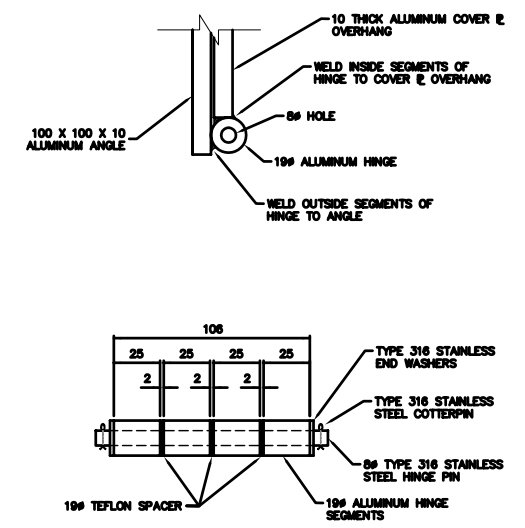 10 THICK ALUMINUM COVER ℄
OVERHANG
WELD INSIDE SEGMENTS OF
HINGE TO COVER ℄ OVERHANG
8ø HOLE
100 X 100 X 10
ALUMINUM ANGLE
19ø ALUMINUM HINGE
WELD OUTSIDE SEGMENTS OF
HINGE TO ANGLE
106
25 25 25 25
2 2 2
TYPE 316 STAINLESS
END WASHERS
TYPE 316 STAINLESS
STEEL COTTERPIN
8ø TYPE 316 STAINLESS
STEEL HINGE PIN
19ø TEFLON SPACER
19ø ALUMINUM HINGE
SEGMENTS